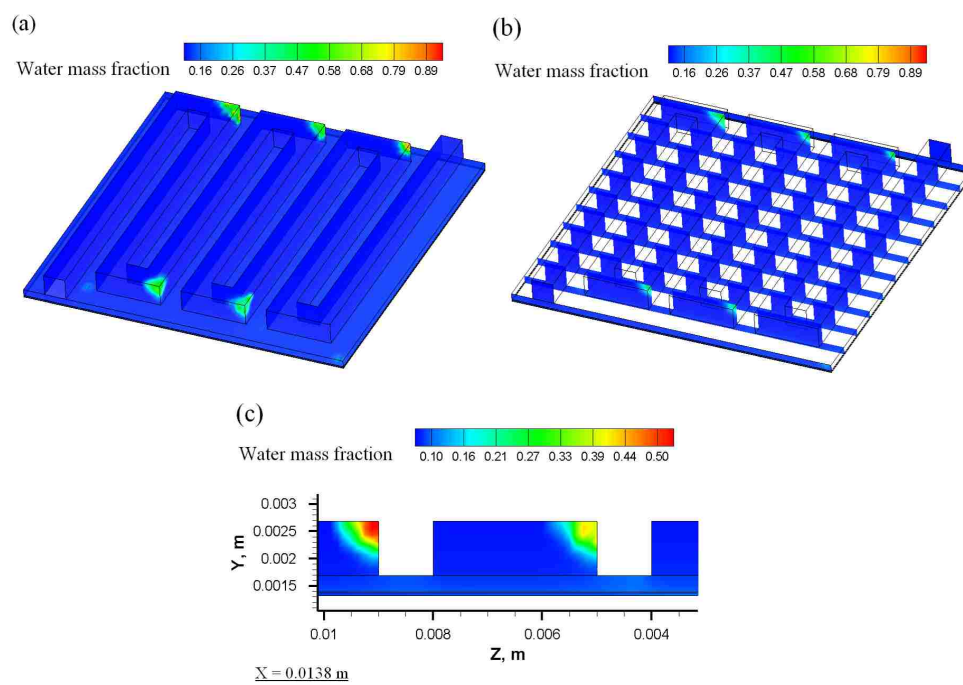 (a)
Water mass fraction
0.16 0.26 0.37 0.47 0.58 0.68 0.79 0.89
(b)
Water mass fraction
0.16 0.26 0.37 0.47 0.58 0.68 0.79 0.89
(c)
Water mass fraction
0.10 0.16 0.21 0.27 0.33 0.39 0.44 0.50
Y, m
0.003
0.0025
0.002
0.0015
0.01 0.008 0.006 0.004
Z, m
X = 0.0138 m